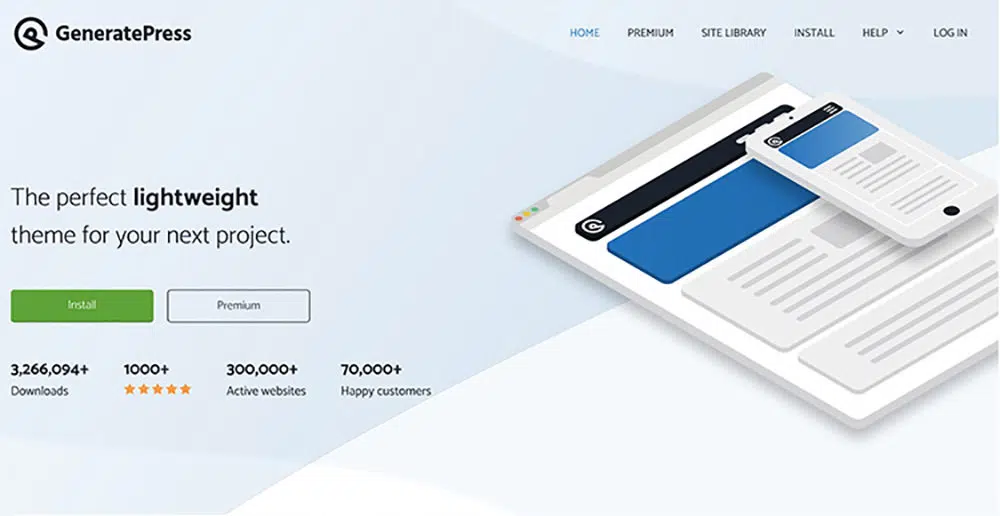 GeneratePress
HOME PREMIUM SITE LIBRARY INSTALL HELP LOG IN
The perfect lightweight
theme for your next project.
Install Premium
3,266,094+ 1000+ 300,000+ 70,000+
Downloads Active websites Happy customers